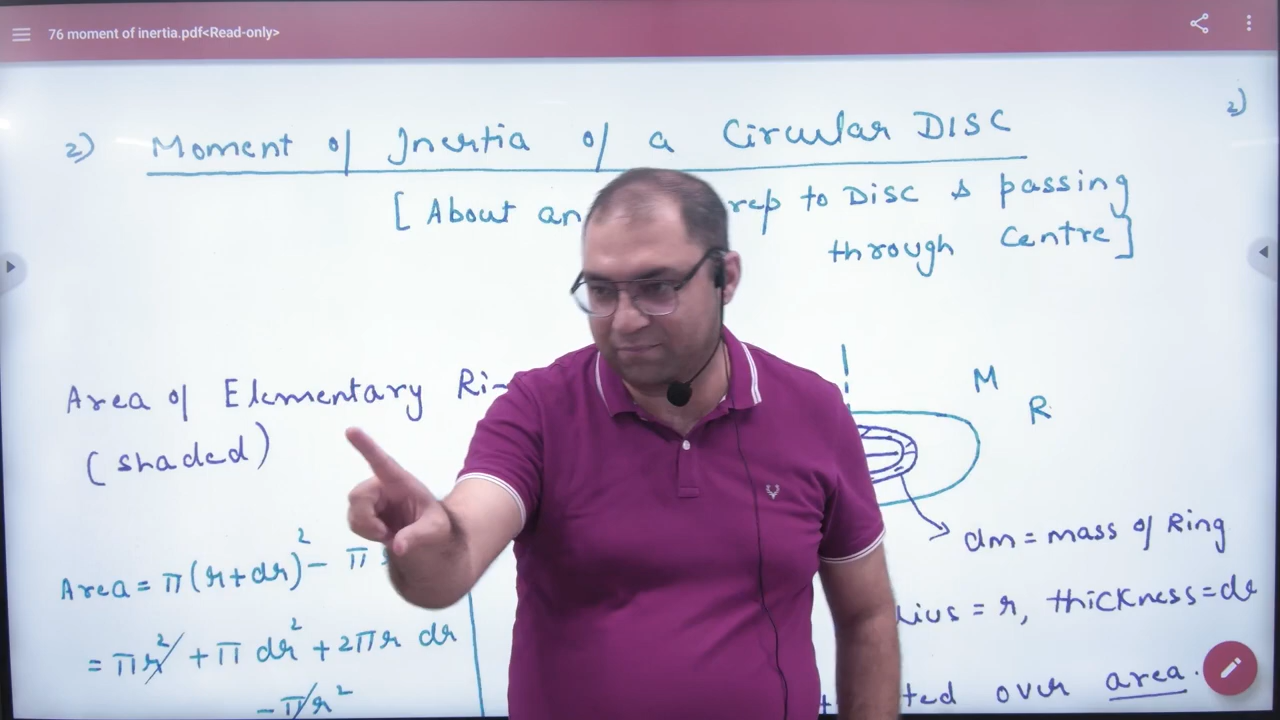 76 moment of inertia.pdf<Read-only>
2)
2) Moment of Inertia of a Circular DISC
[About an rep to DISC & passing
through Centre]
Area of Elementary
(shaded)
M
R
dm = mass of Ring
ius = r, thickness = dr
Area = π(r+dr)² - π
= πr² + π dr² + 2πr dr
- πr²
ted over area.